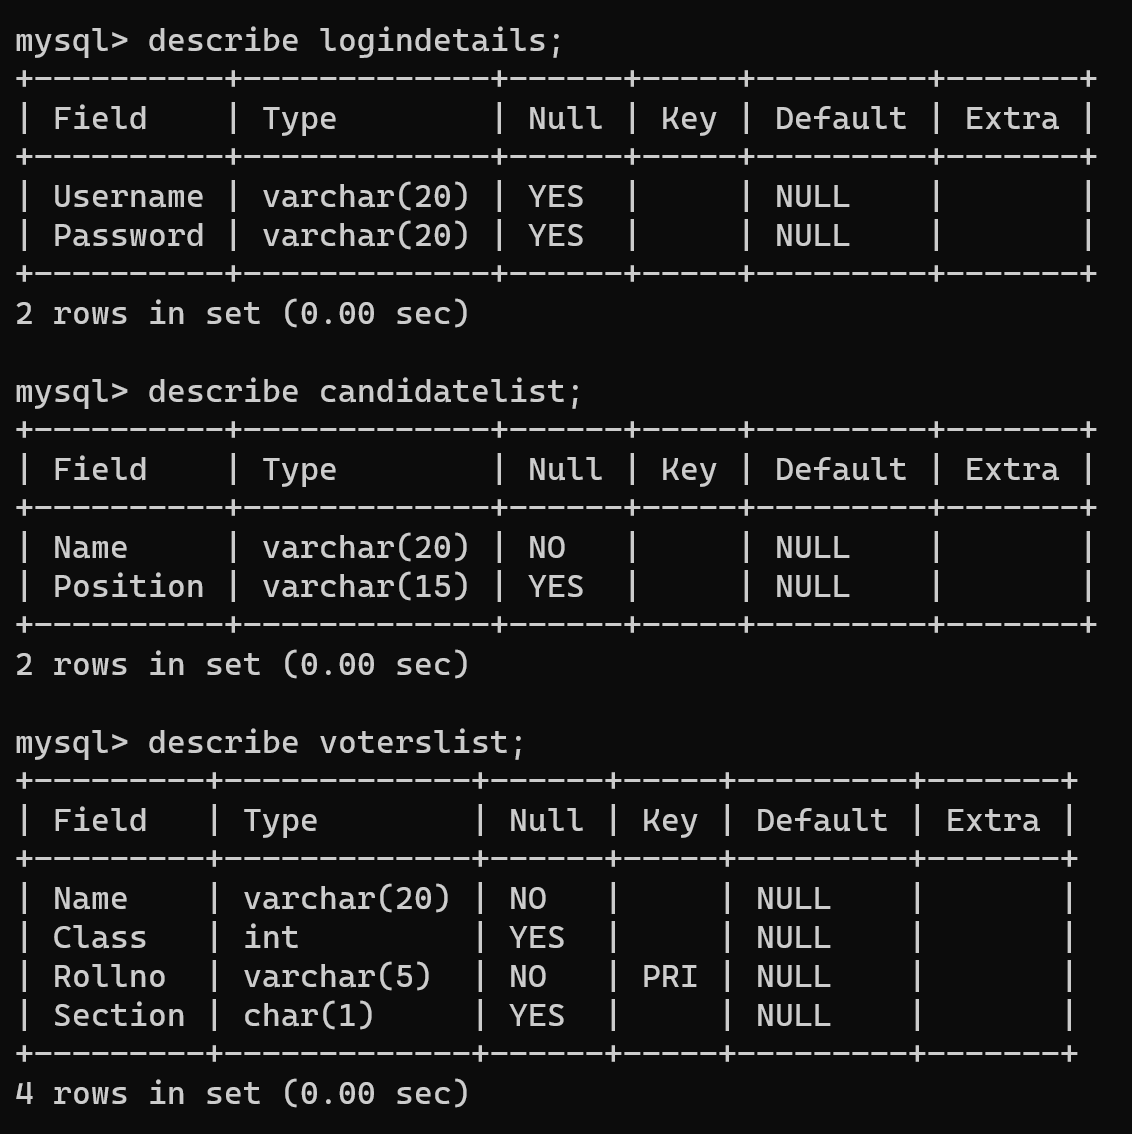 mysql> describe logindetails;
+----------+-------------+------+-----+---------+-------+
| Field    | Type        | Null | Key | Default | Extra |
+----------+-------------+------+-----+---------+-------+
| Username | varchar(20) | YES  |     | NULL    |       |
| Password | varchar(20) | YES  |     | NULL    |       |
+----------+-------------+------+-----+---------+-------+
2 rows in set (0.00 sec)

mysql> describe candidatelist;
+----------+-------------+------+-----+---------+-------+
| Field    | Type        | Null | Key | Default | Extra |
+----------+-------------+------+-----+---------+-------+
| Name     | varchar(20) | NO   |     | NULL    |       |
| Position | varchar(15) | YES  |     | NULL    |       |
+----------+-------------+------+-----+---------+-------+
2 rows in set (0.00 sec)

mysql> describe voterslist;
+---------+-------------+------+-----+---------+-------+
| Field   | Type        | Null | Key | Default | Extra |
+---------+-------------+------+-----+---------+-------+
| Name    | varchar(20) | NO   |     | NULL    |       |
| Class   | int         | YES  |     | NULL    |       |
| Rollno  | varchar(5)  | NO   | PRI | NULL    |       |
| Section | char(1)     | YES  |     | NULL    |       |
+---------+-------------+------+-----+---------+-------+
4 rows in set (0.00 sec)